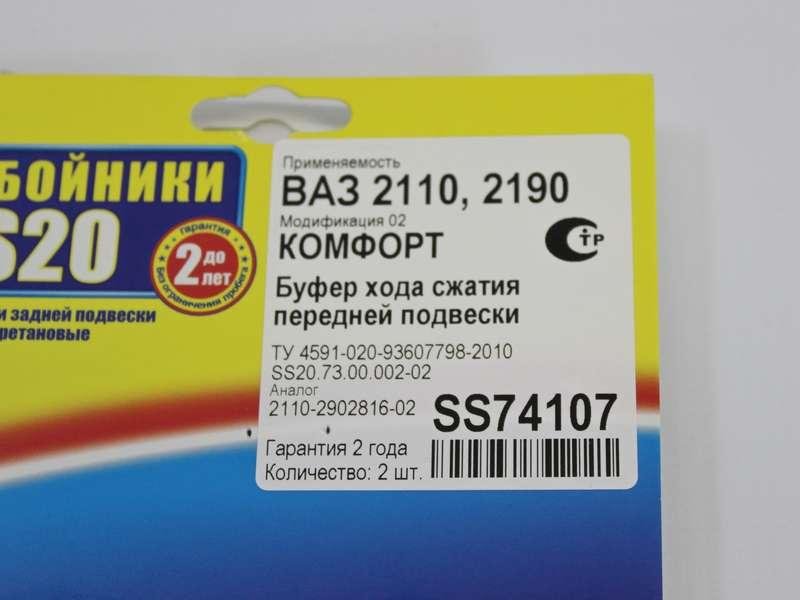 БОЙНИКИ
S20
гарантия
2 до
лет
без ограничения пробега
и задней подвески
ретановые
Применяемость
ВАЗ 2110, 2190
Модификация 02
КОМФОРТ
СТР
Буфер хода сжатия
передней подвески
ТУ 4591-020-93607798-2010
SS20.73.00.002-02
Аналог
2110-2902816-02
SS74107
Гарантия 2 года
Количество: 2 шт.